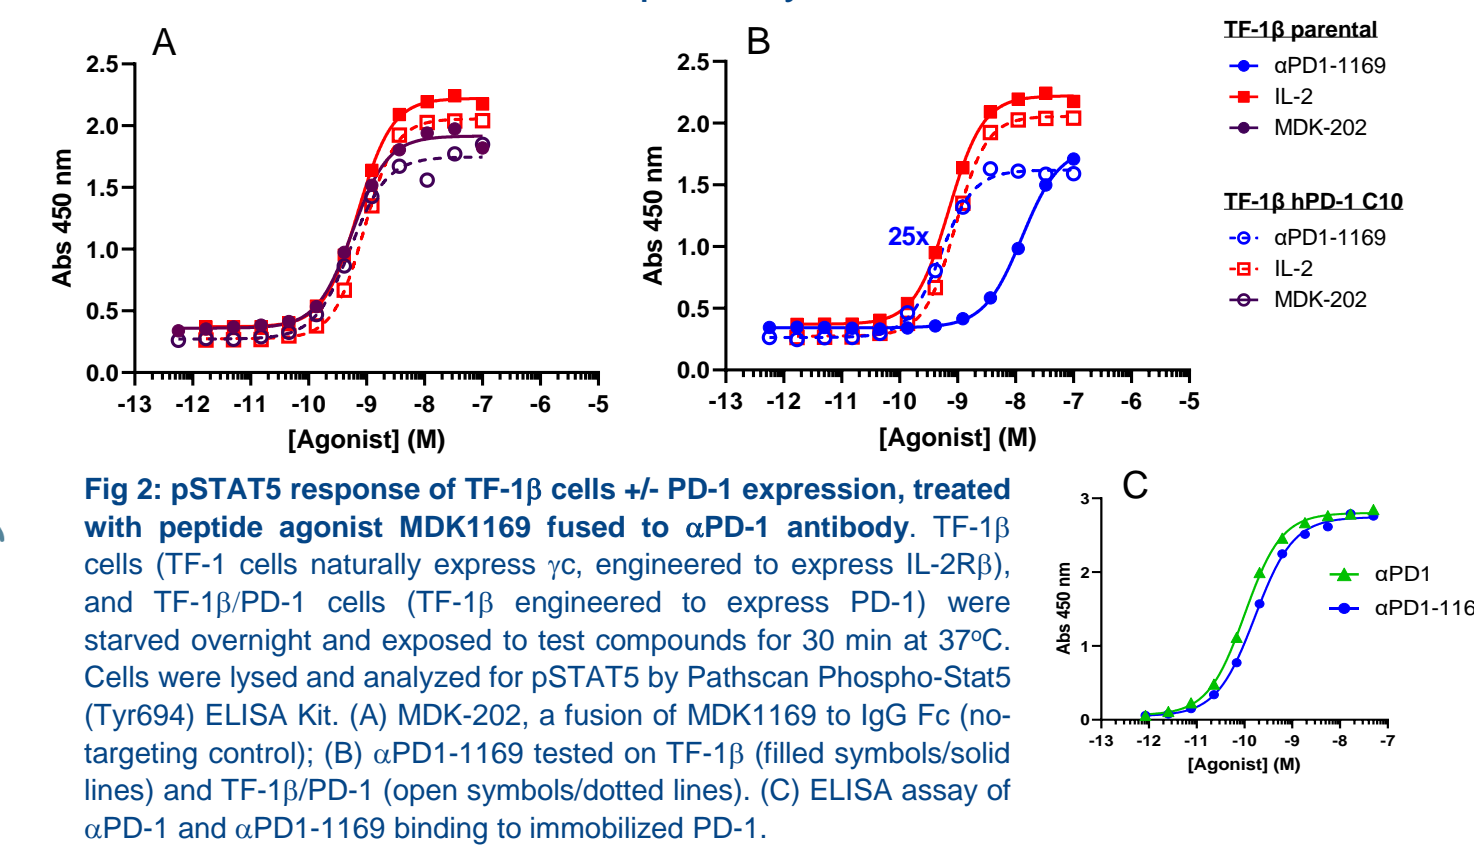 A
2.5
2.0
1.5
1.0
0.5
0.0
Abs 450 nm
-13 -12 -11 -10 -9 -8 -7 -6 -5
[Agonist] (M)
B
2.5
2.0
1.5
1.0
0.5
0.0
Abs 450 nm
25x
-13 -12 -11 -10 -9 -8 -7 -6 -5
[Agonist] (M)
TF-1β parental
αPD1-1169
IL-2
MDK-202
TF-1β hPD-1 C10
αPD1-1169
IL-2
MDK-202
Fig 2: pSTAT5 response of TF-1β cells +/- PD-1 expression, treated
with peptide agonist MDK1169 fused to αPD-1 antibody. TF-1β
cells (TF-1 cells naturally express γc, engineered to express IL-2Rβ),
and TF-1β/PD-1 cells (TF-1β engineered to express PD-1) were
starved overnight and exposed to test compounds for 30 min at 37ºC.
Cells were lysed and analyzed for pSTAT5 by Pathscan Phospho-Stat5
(Tyr694) ELISA Kit. (A) MDK-202, a fusion of MDK1169 to IgG Fc (no-
targeting control); (B) αPD1-1169 tested on TF-1β (filled symbols/solid
lines) and TF-1β/PD-1 (open symbols/dotted lines). (C) ELISA assay of
αPD-1 and αPD1-1169 binding to immobilized PD-1.
C
3
2
1
0
Abs 450 nm
-13 -12 -11 -10 -9 -8 -7
[Agonist] (M)
αPD1
αPD1-116